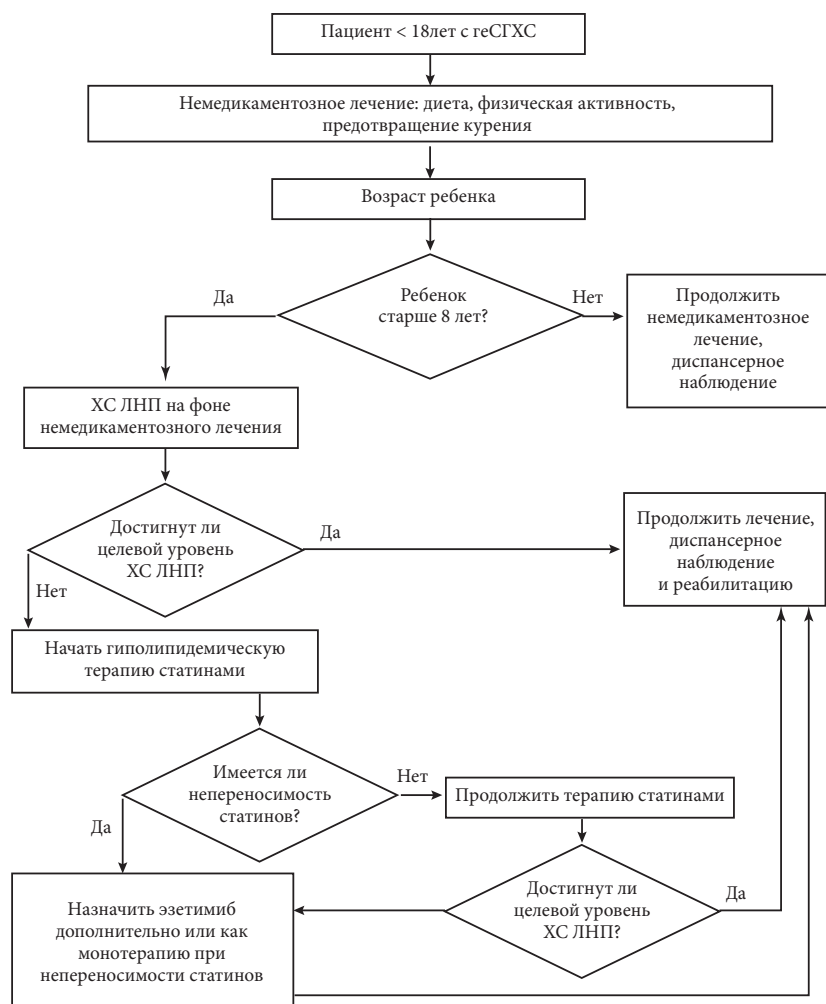 Пациент < 18лет с геСГХС
Немедикаментозное лечение: диета, физическая активность,
предотвращение курения
Возраст ребенка
Ребенок
старше 8 лет?
Да
Нет
Продолжить
немедикаментозное
лечение,
диспансерное
наблюдение
ХС ЛНП на фоне
немедикаментозного лечения
Достигнут ли
целевой уровень
ХС ЛНП?
Да
Нет
Продолжить лечение,
диспансерное
наблюдение
и реабилитацию
Начать гиполипидемическую
терапию статинами
Имеется ли
непереносимость
статинов?
Нет
Да
Продолжить терапию статинами
Достигнут ли
целевой уровень
ХС ЛНП?
Да
Назначить эзетимиб
дополнительно или как
монотерапию при
непереносимости статинов